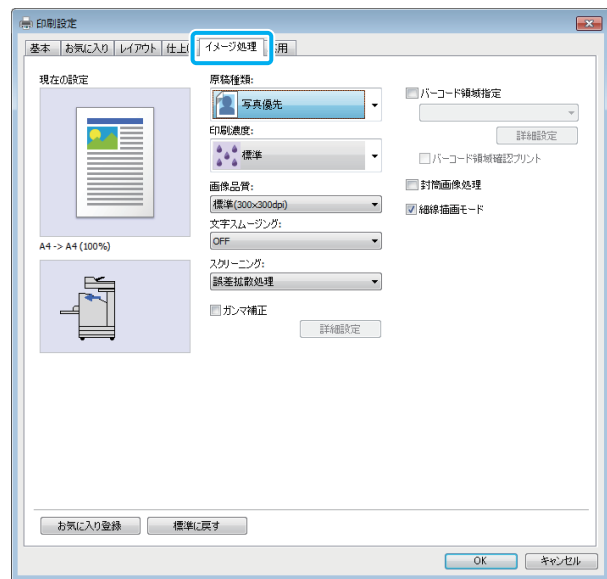 印刷設定
基本 お気に入り レイアウト 仕上 イメージ処理 用
現在の設定
A4 -> A4 (100%)
原稿種類:
写真優先
印刷濃度:
標準
画像品質:
標準(300×300dpi)
文字スムージング:
OFF
スクリーニング:
誤差拡散処理
ガンマ補正
詳細設定
バーコード領域指定
詳細設定
バーコード領域確認プリント
封筒画像処理
細線描画モード
お気に入り登録 標準に戻す
OK キャンセル